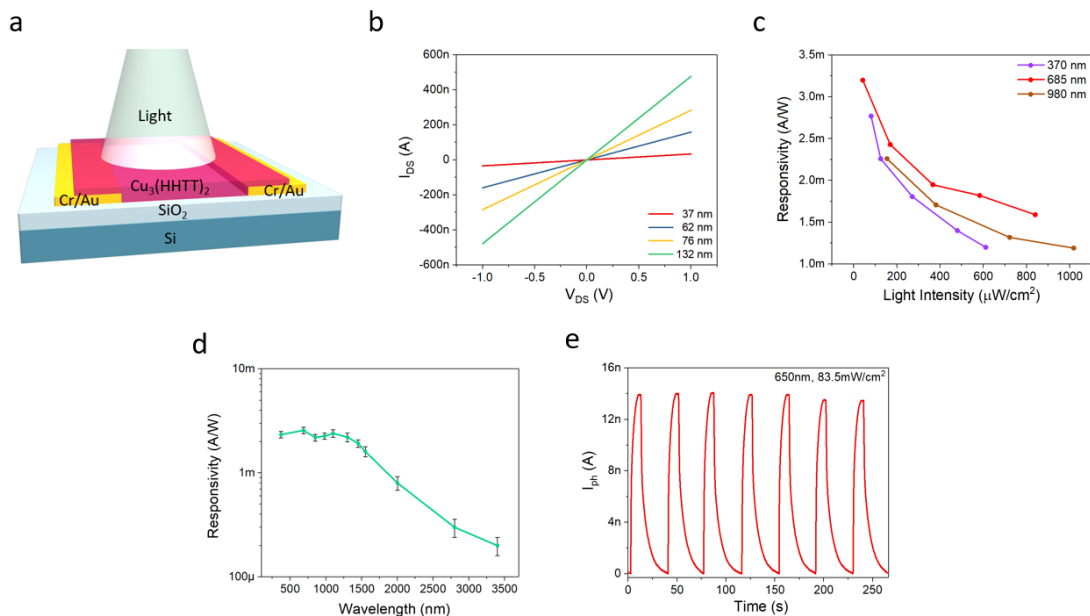 a
Light
Cu₃(HHTT)₂
Cr/Au
Cr/Au
SiO₂
Si
b
600n
400n
200n
0
-200n
-400n
-600n
I_DS (A)
37 nm
62 nm
76 nm
132 nm
-1.0 -0.5 0.0 0.5 1.0
V_DS (V)
c
3.5m
3.0m
2.5m
2.0m
1.5m
1.0m
Responsivity (A/W)
370 nm
685 nm
980 nm
0 200 400 600 800 1000
Light Intensity (μW/cm²)
d
10m
1m
100μ
Responsivity (A/W)
500 1000 1500 2000 2500 3000 3500
Wavelength (nm)
e
16n
12n
8n
4n
0
I_ph (A)
650nm, 83.5mW/cm²
0 50 100 150 200 250
Time (s)